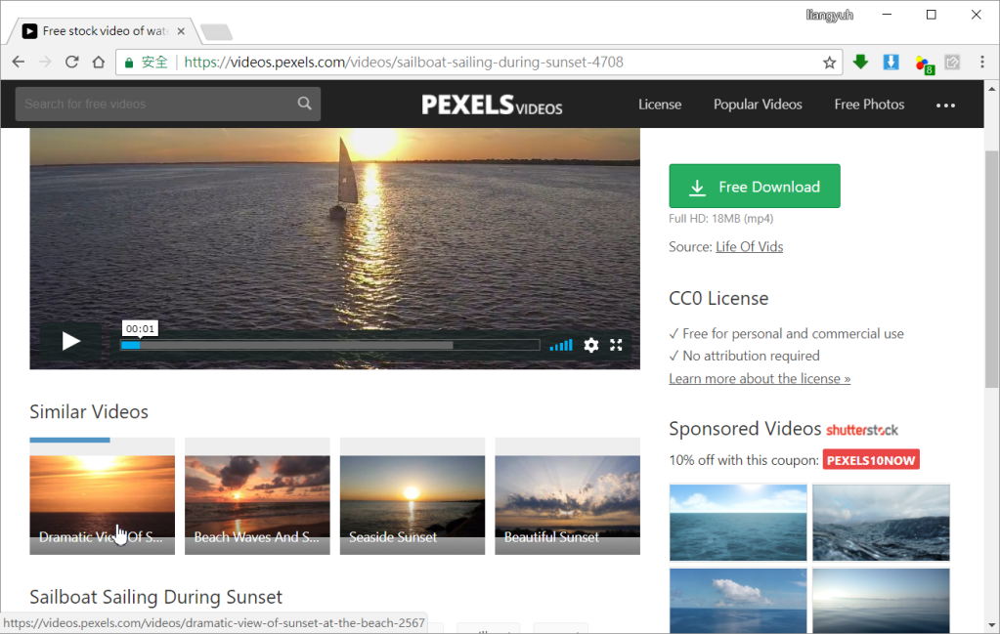 liangyuh
Free stock video of wat
安全 https://videos.pexels.com/videos/sailboat-sailing-during-sunset-4708
8
Search for free videos
PEXELS VIDEOS
License
Popular Videos
Free Photos
Free Download
Full HD: 18MB (mp4)
Source: Life Of Vids
CC0 License
✓ Free for personal and commercial use
✓ No attribution required
Learn more about the license »
00:01
Similar Videos
Dramatic View Of S...
Beach Waves And S...
Seaside Sunset
Beautiful Sunset
Sponsored Videos shutterstock
10% off with this coupon: PEXELS10NOW
Sailboat Sailing During Sunset
https://videos.pexels.com/videos/dramatic-view-of-sunset-at-the-beach-2567